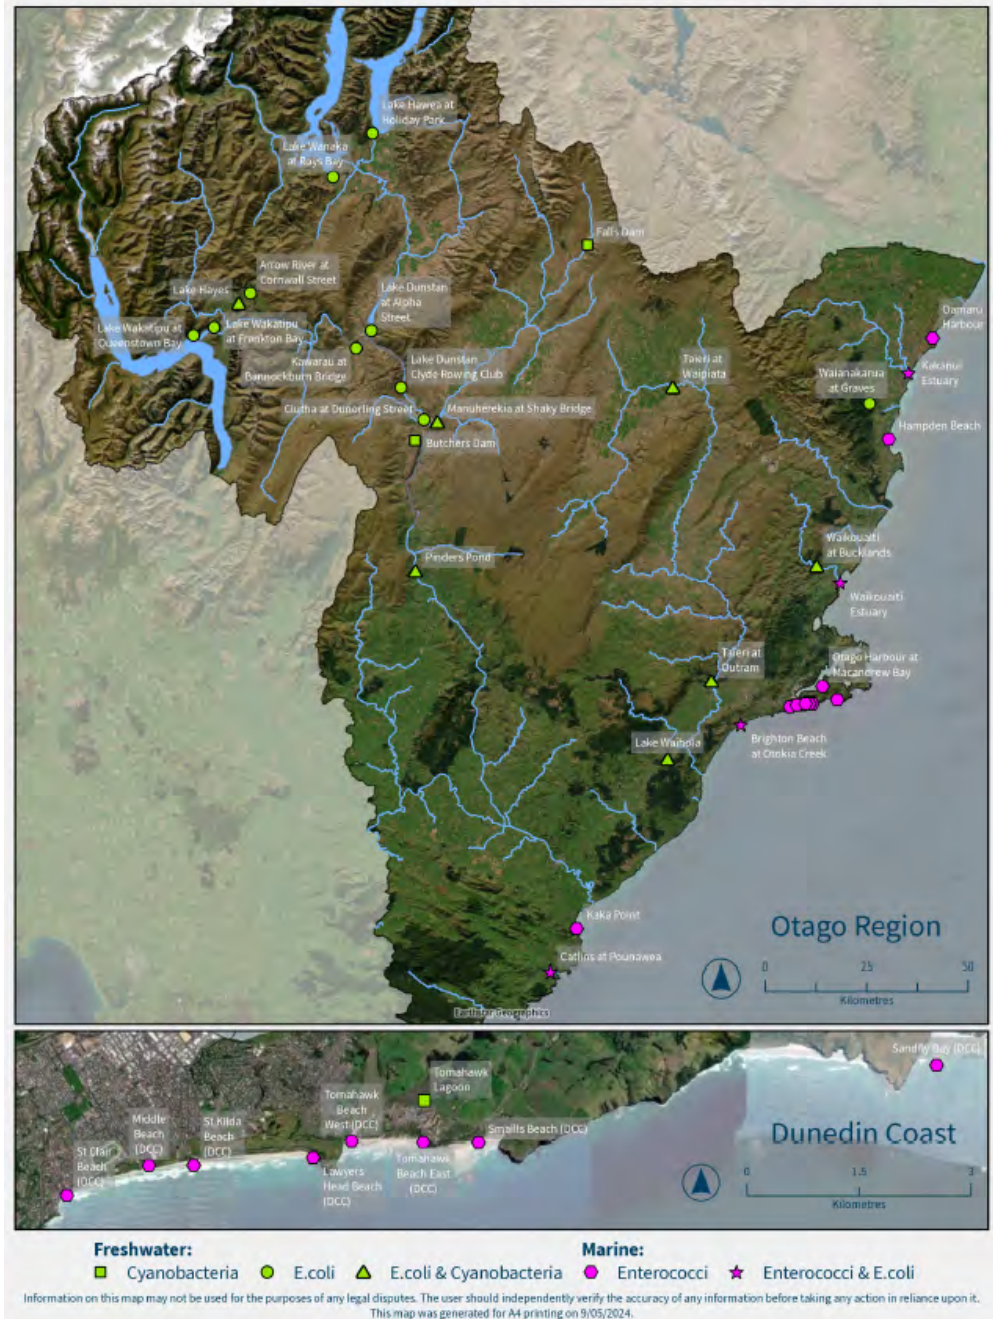 Lake Hawea at
Holiday Park
Lake Wanaka
at Roys Bay
Falls Dam
Arrow River at
Cornwall Street
Lake Hayes
Lake Dunstan
at Alpha
Street
Lake Wakatipu at
Queenstown Bay
Lake Wakatipu
at Frankton Bay
Kawarau at
Bannockburn Bridge
Lake Dunstan
Clyde Rowing Club
Clutha at Dunorling Street
Manuherekia at Shaky Bridge
Butchers Dam
Taieri at
Waipiata
Oamaru
Harbour
Kakanui
Estuary
Waianakarua
at Graves
Hampden Beach
Pinders Pond
Waikouaiti
at Bucklands
Waikouaiti
Estuary
Taieri at
Outram
Otago Harbour at
Macandrew Bay
Lake Waihola
Brighton Beach
at Otokia Creek
Kaka Point
Catlins at Pounawea
Otago Region
0 25 50
Kilometres
Earthstar Geographics
Sandfly Bay (DCC)
Tomahawk
Lagoon
Tomahawk
Beach
West (DCC)
Middle
Beach
(DCC)
St Kilda
Beach
(DCC)
St Clair
Beach
(DCC)
Lawyers
Head Beach
(DCC)
Tomahawk
Beach East
(DCC)
Smaills Beach (DCC)
Dunedin Coast
0 1.5 3
Kilometres
Freshwater: Marine:
Cyanobacteria E.coli E.coli & Cyanobacteria Enterococci Enterococci & E.coli
Information on this map may not be used for the purposes of any legal disputes. The user should independently verify the accuracy of any information before taking any action in reliance upon it.
This map was generated for A4 printing on 9/05/2024.